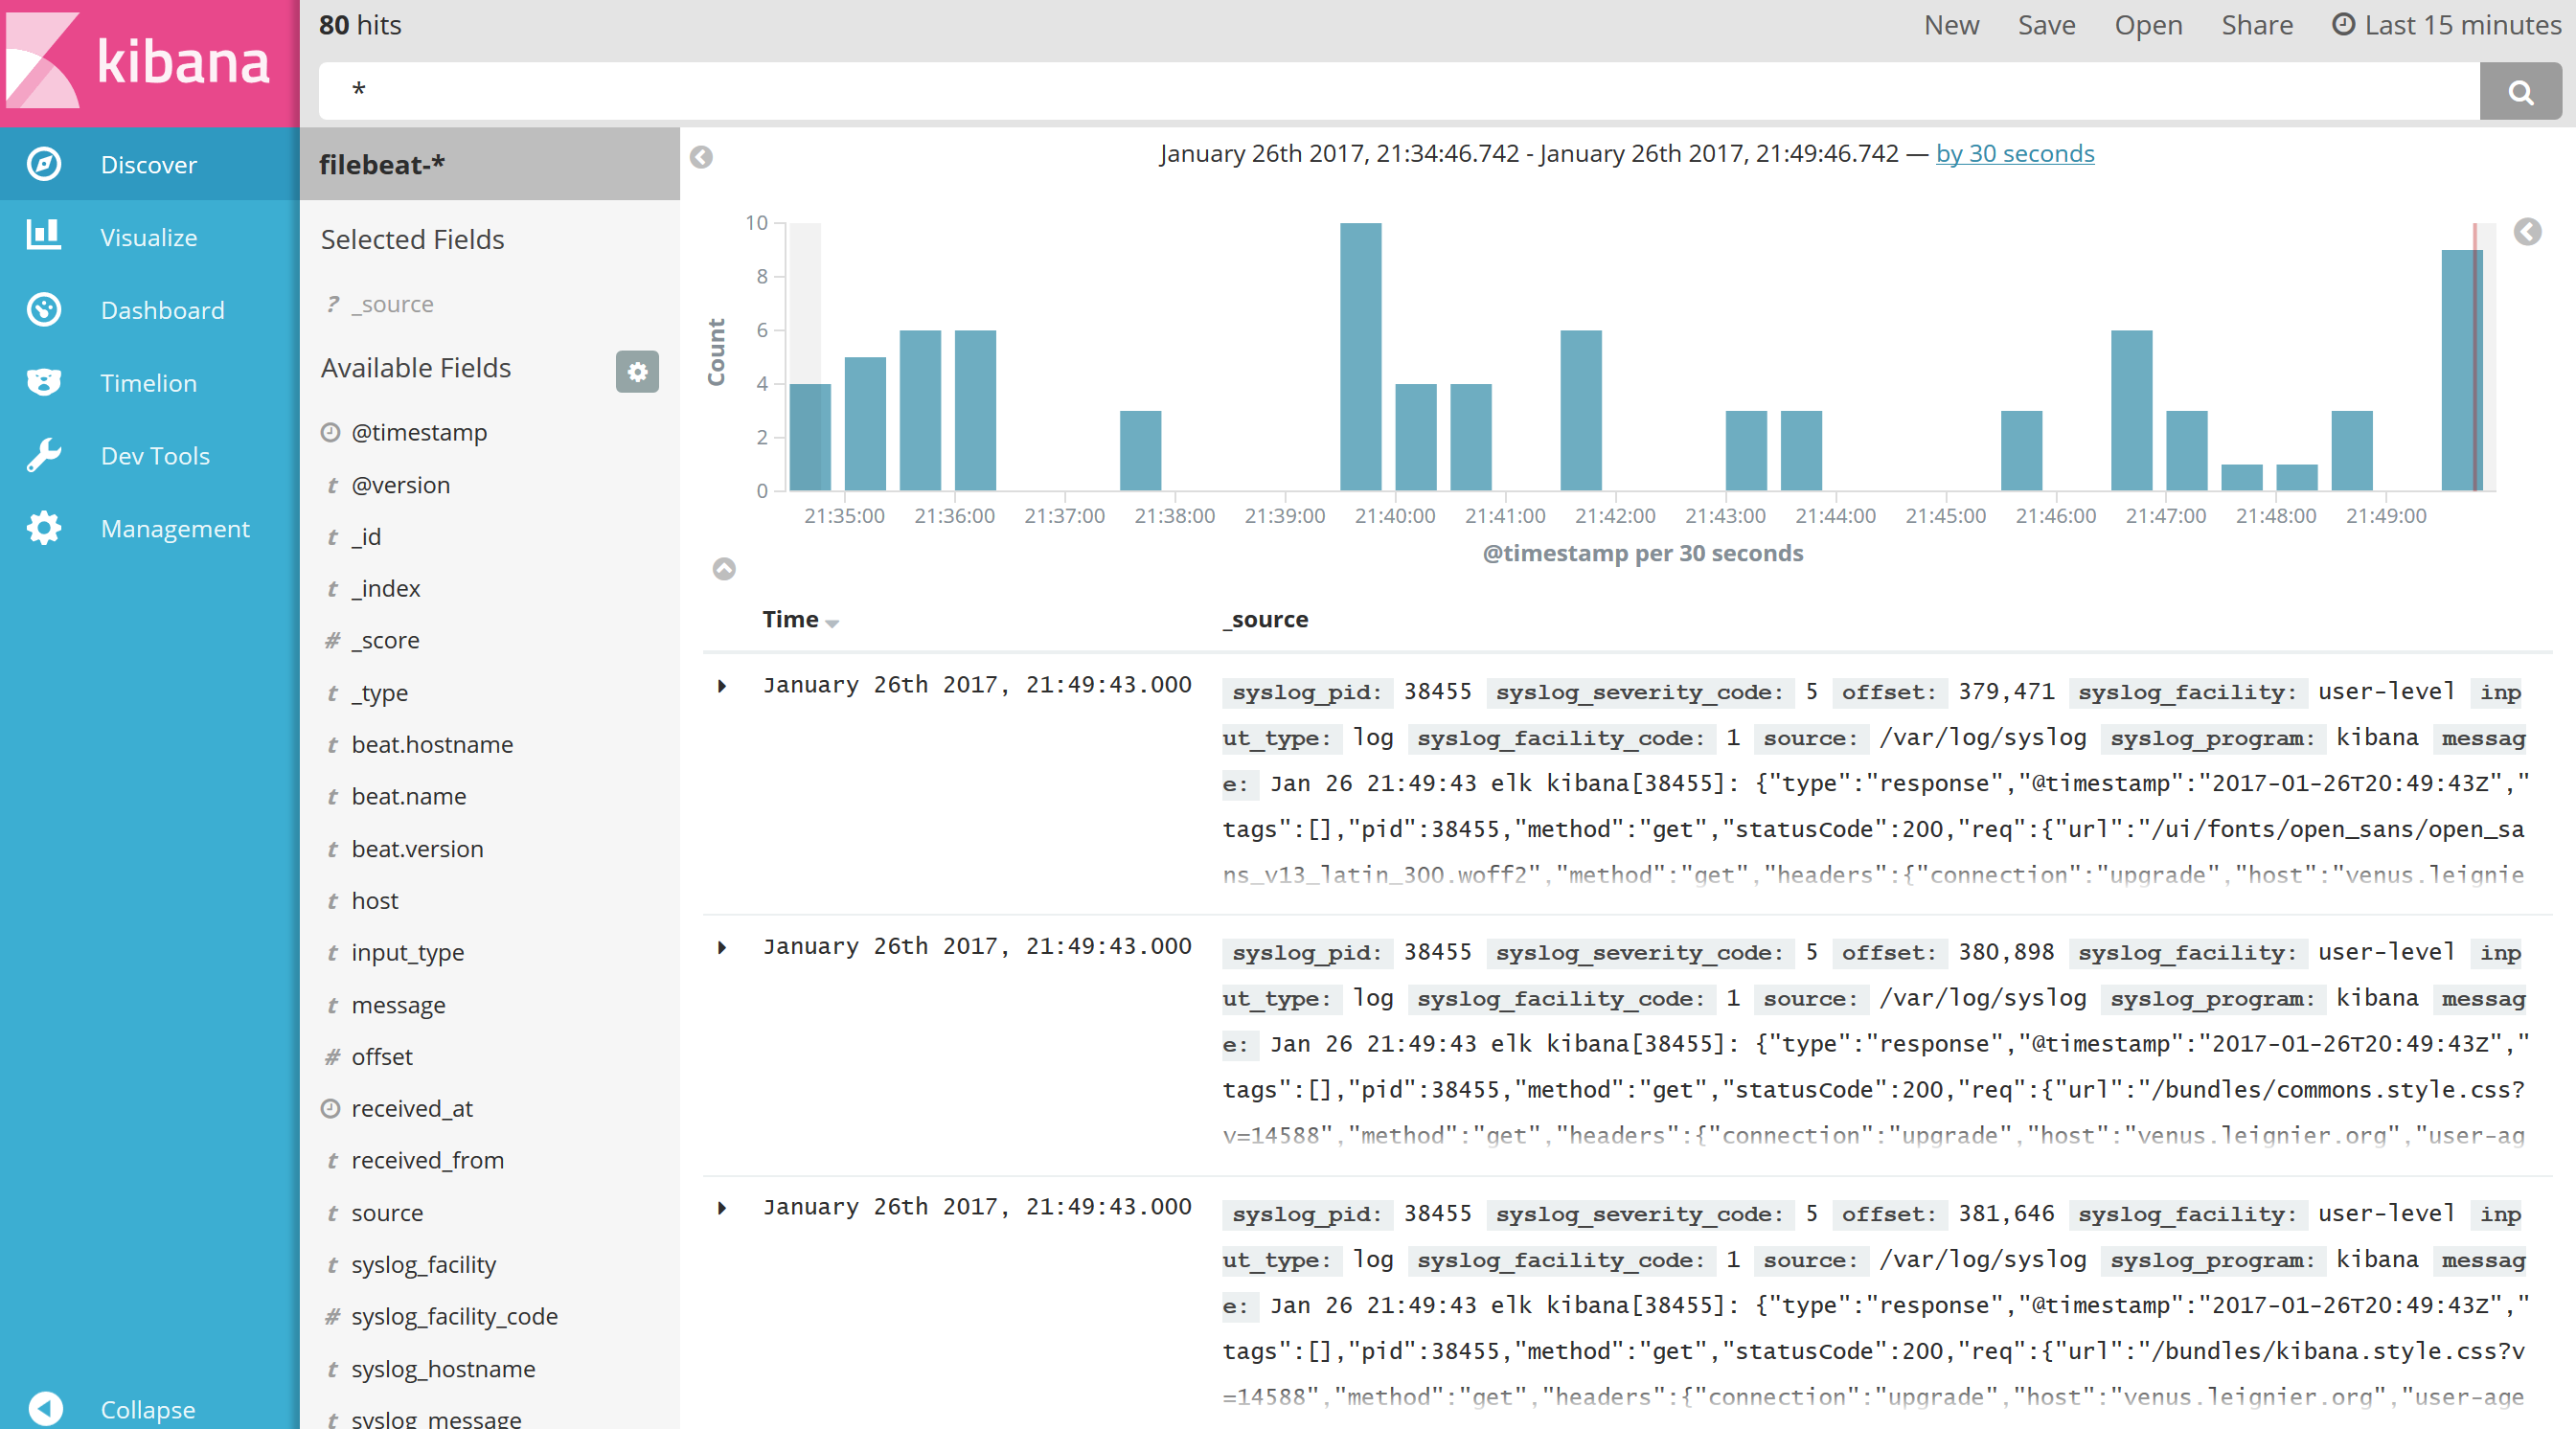 kibana
80 hits
New Save Open Share Last 15 minutes
*
Discover
Visualize
Dashboard
Timelion
Dev Tools
Management
Collapse
filebeat-*
Selected Fields
? _source
Available Fields
@timestamp
t @version
t _id
t _index
# _score
t _type
t beat.hostname
t beat.name
t beat.version
t host
t input_type
t message
# offset
received_at
t received_from
t source
t syslog_facility
# syslog_facility_code
t syslog_hostname
t syslog_message
January 26th 2017, 21:34:46.742 - January 26th 2017, 21:49:46.742 — by 30 seconds
Count
10
8
6
4
2
0
21:35:00 21:36:00 21:37:00 21:38:00 21:39:00 21:40:00 21:41:00 21:42:00 21:43:00 21:44:00 21:45:00 21:46:00 21:47:00 21:48:00 21:49:00
@timestamp per 30 seconds
Time _source
January 26th 2017, 21:49:43.000 syslog_pid: 38455 syslog_severity_code: 5 offset: 379,471 syslog_facility: user-level inp
ut_type: log syslog_facility_code: 1 source: /var/log/syslog syslog_program: kibana messag
e: Jan 26 21:49:43 elk kibana[38455]: {"type":"response","@timestamp":"2017-01-26T20:49:43Z","
tags":[],"pid":38455,"method":"get","statusCode":200,"req":{"url":"/ui/fonts/open_sans/open_sa
ns_v13_latin_300.woff2","method":"get","headers":{"connection":"upgrade","host":"venus.leignie
January 26th 2017, 21:49:43.000 syslog_pid: 38455 syslog_severity_code: 5 offset: 380,898 syslog_facility: user-level inp
ut_type: log syslog_facility_code: 1 source: /var/log/syslog syslog_program: kibana messag
e: Jan 26 21:49:43 elk kibana[38455]: {"type":"response","@timestamp":"2017-01-26T20:49:43Z","
tags":[],"pid":38455,"method":"get","statusCode":200,"req":{"url":"/bundles/commons.style.css?
v=14588","method":"get","headers":{"connection":"upgrade","host":"venus.leignier.org","user-ag
January 26th 2017, 21:49:43.000 syslog_pid: 38455 syslog_severity_code: 5 offset: 381,646 syslog_facility: user-level inp
ut_type: log syslog_facility_code: 1 source: /var/log/syslog syslog_program: kibana messag
e: Jan 26 21:49:43 elk kibana[38455]: {"type":"response","@timestamp":"2017-01-26T20:49:43Z","
tags":[],"pid":38455,"method":"get","statusCode":200,"req":{"url":"/bundles/kibana.style.css?v
=14588","method":"get","headers":{"connection":"upgrade","host":"venus.leignier.org","user-age